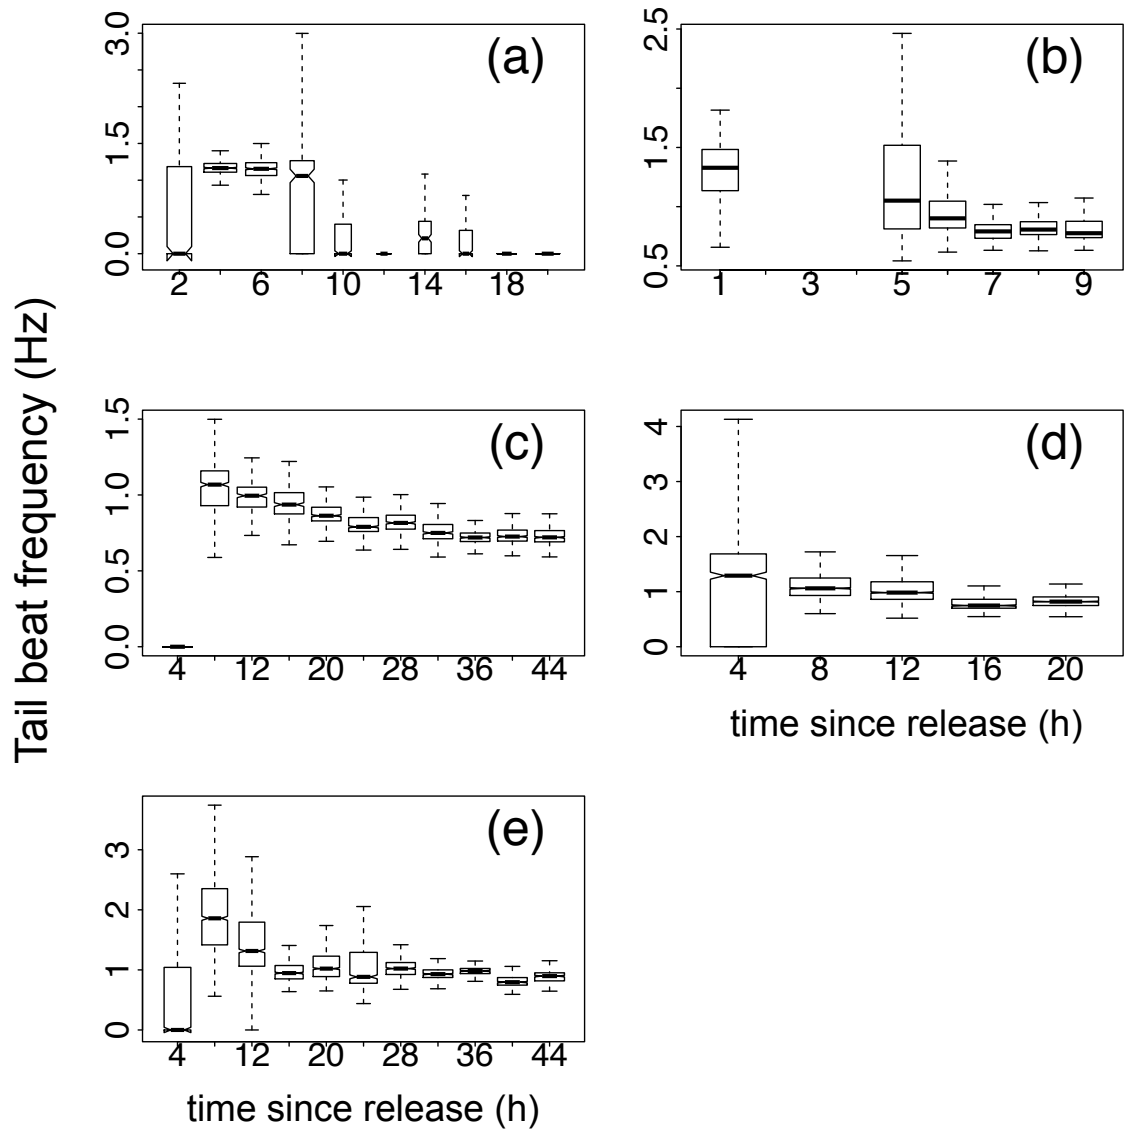 Tail beat frequency (Hz)
(a)
3.0
1.5
0.0
2 6 10 14 18
(b)
2.5
1.5
0.5
1 3 5 7 9
(c)
1.5
1.0
0.5
0.0
4 12 20 28 36 44
(d)
4
3
2
1
0
4 8 12 16 20
time since release (h)
(e)
3
2
1
0
4 12 20 28 36 44
time since release (h)